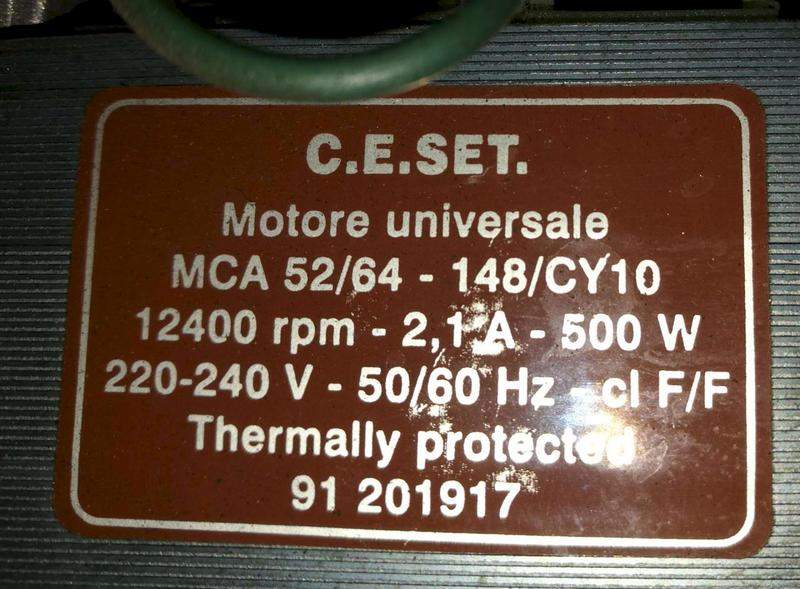 C.E.SET.
Motore universale
MCA 52/64 - 148/CY10
12400 rpm - 2,1 A - 500 W
220-240 V - 50/60 Hz - cl F/F
Thermally protected
91 201917